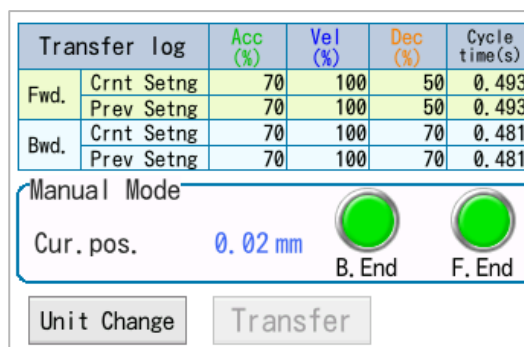 Transfer log Acc (%) Vel (%) Dec (%) Cycle time(s)
Fwd. Crnt Setng 70 100 50 0.493
Prev Setng 70 100 50 0.493
Bwd. Crnt Setng 70 100 70 0.481
Prev Setng 70 100 70 0.481
Manual Mode
Cur.pos. 0.02 mm
B.End F.End
Unit Change Transfer